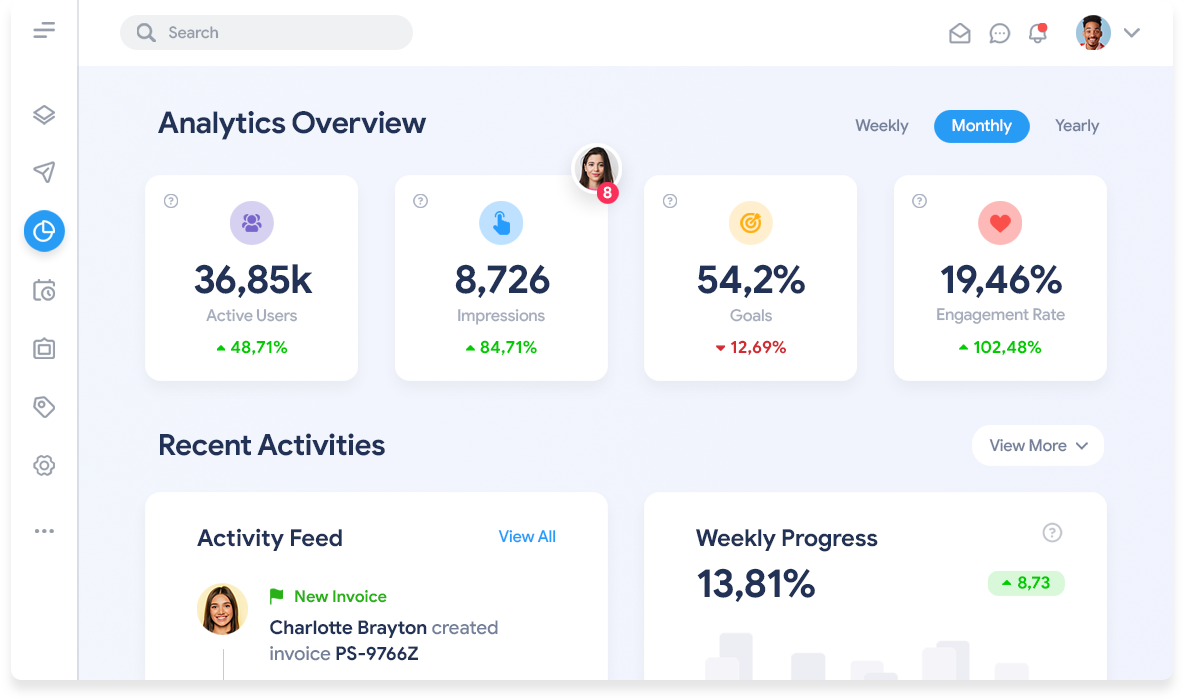 Search
Analytics Overview
Weekly
Monthly
Yearly
8
36,85k
Active Users
48,71%
8,726
Impressions
84,71%
54,2%
Goals
12,69%
19,46%
Engagement Rate
102,48%
Recent Activities
View More
Activity Feed
View All
New Invoice
Charlotte Brayton created
invoice PS-9766Z
Weekly Progress
?
13,81%
8,73